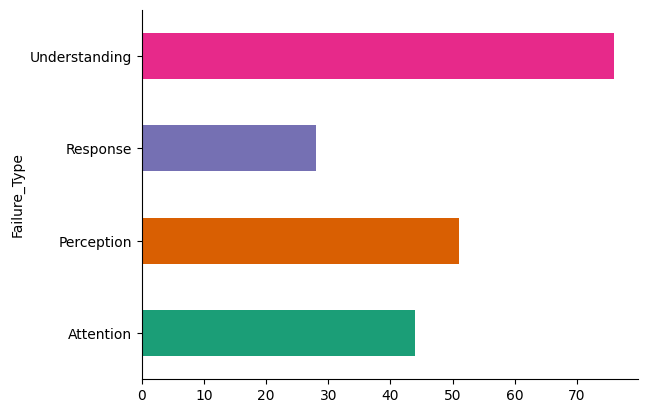 Failure_Type
Understanding
Response
Perception
Attention
0 10 20 30 40 50 60 70